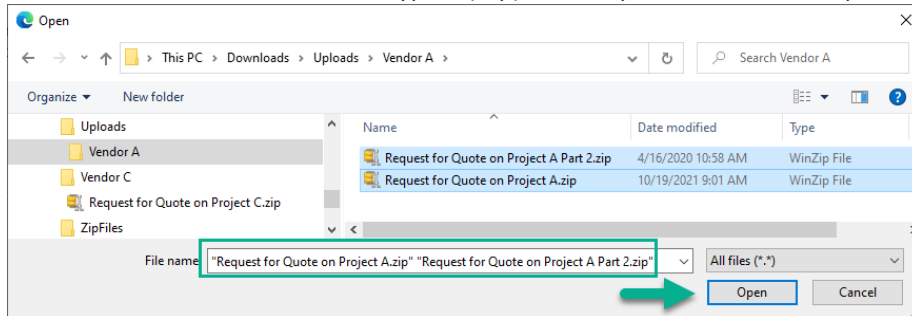 Open
This PC > Downloads > Uploads > Vendor A >
Search Vendor A
Organize
New folder
Uploads
Vendor A
Vendor C
Request for Quote on Project C.zip
ZipFiles
Name
Date modified
Type
Request for Quote on Project A Part 2.zip
4/16/2020 10:58 AM
WinZip File
Request for Quote on Project A.zip
10/19/2021 9:01 AM
WinZip File
File name
"Request for Quote on Project A.zip" "Request for Quote on Project A Part 2.zip"
All files (*.*)
Open
Cancel